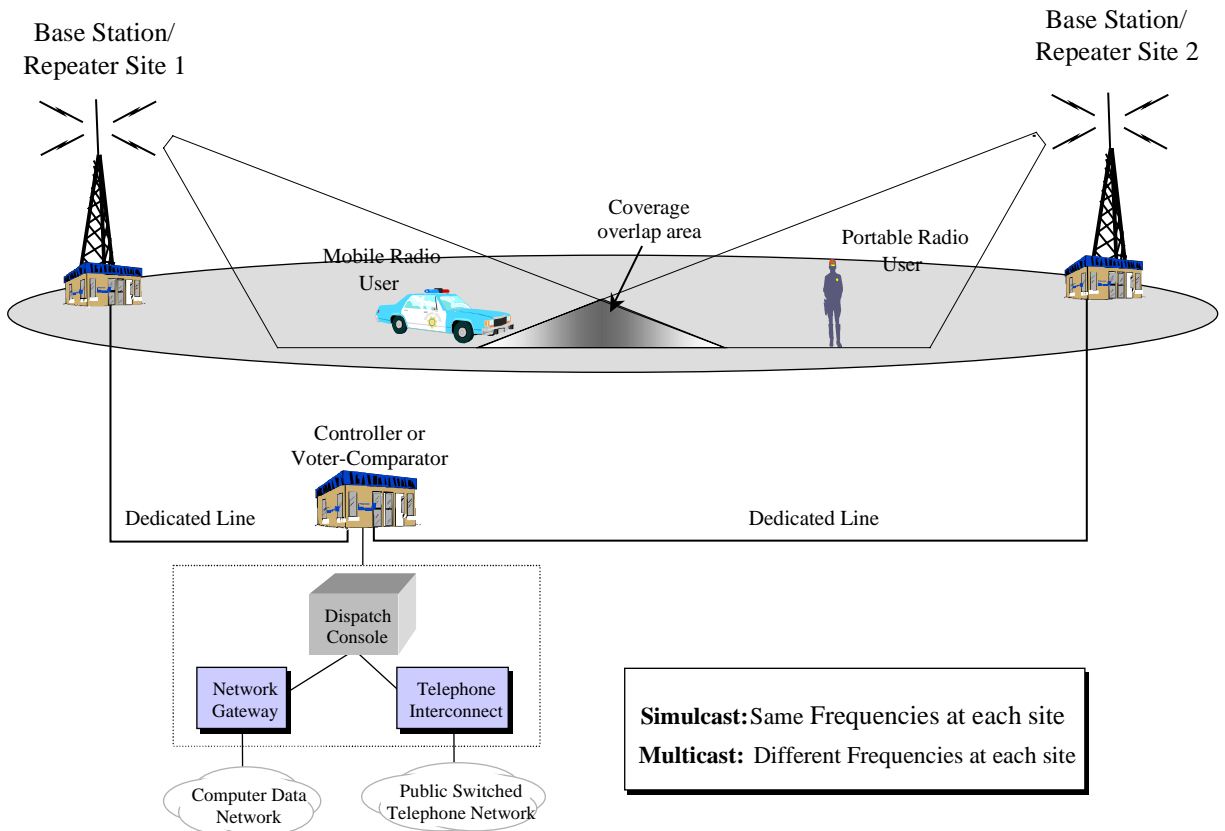 Base Station/
Repeater Site 1
Base Station/
Repeater Site 2
Coverage
overlap area
Mobile Radio
User
Portable Radio
User
Controller or
Voter-Comparator
Dedicated Line
Dedicated Line
Dispatch
Console
Network
Gateway
Telephone
Interconnect
Computer Data
Network
Public Switched
Telephone Network
Simulcast: Same Frequencies at each site
Multicast: Different Frequencies at each site